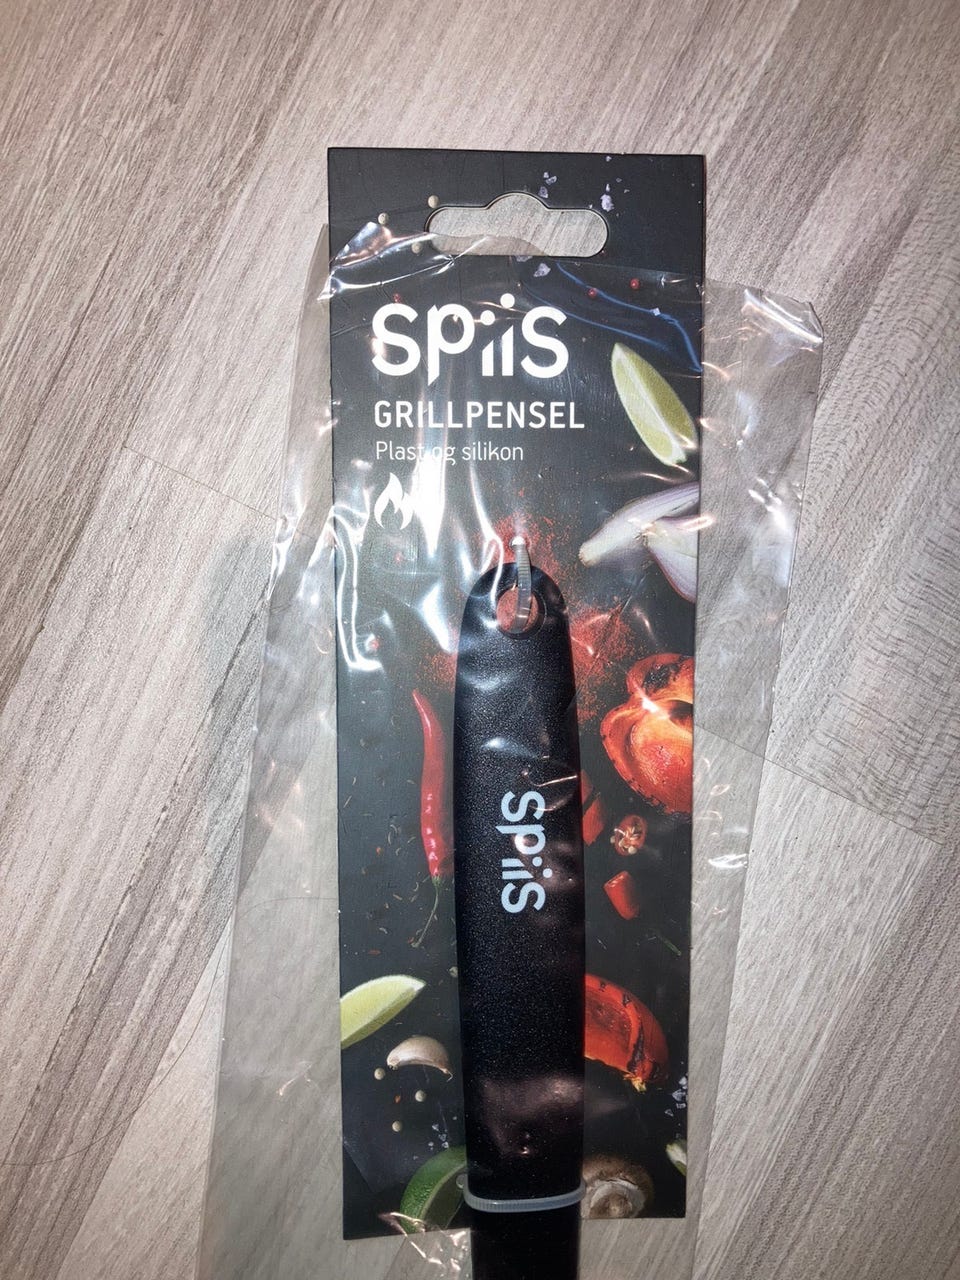 spiis
GRILLPENSEL
Plast og silikon
spiis